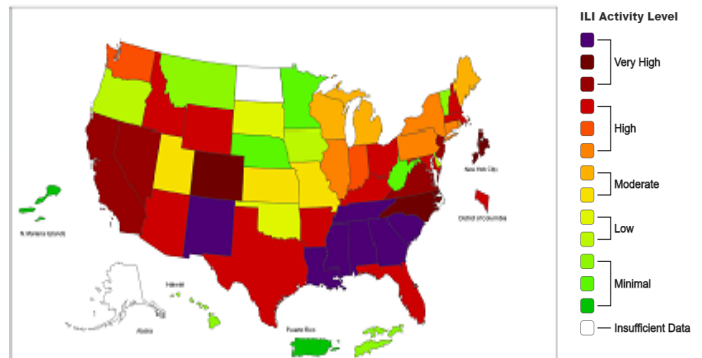 ILI Activity Level
Very High
High
Moderate
Low
Minimal
Insufficient Data
New York City
District of Columbia
N. Mariana Islands
Hawaii
Alaska
Puerto Rico